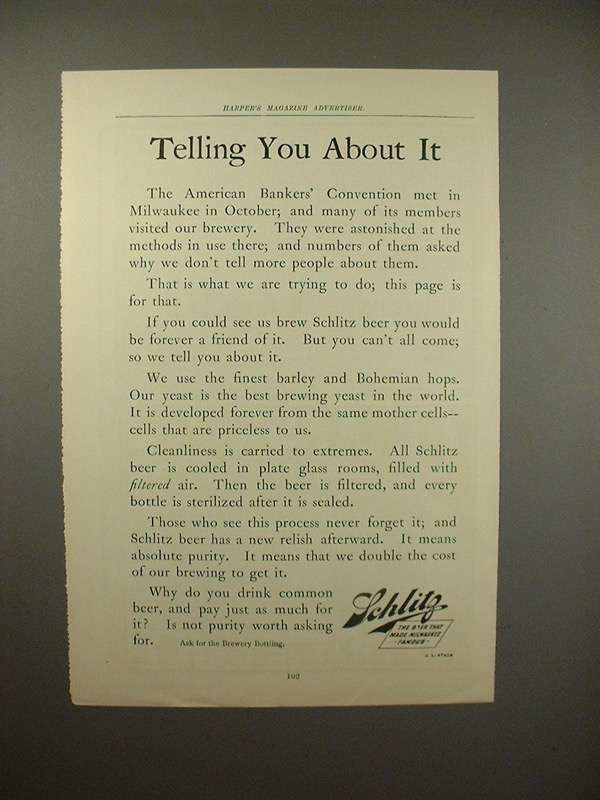 HARPER'S MAGAZINE ADVERTISER.
Telling You About It
The American Bankers' Convention met in
Milwaukee in October; and many of its members
visited our brewery. They were astonished at the
methods in use there; and numbers of them asked
why we don't tell more people about them.
That is what we are trying to do; this page is
for that.
If you could see us brew Schlitz beer you would
be forever a friend of it. But you can't all come;
so we tell you about it.
We use the finest barley and Bohemian hops.
Our yeast is the best brewing yeast in the world.
It is developed forever from the same mother cells--
cells that are priceless to us.
Cleanliness is carried to extremes. All Schlitz
beer is cooled in plate glass rooms, filled with
filtered air. Then the beer is filtered, and every
bottle is sterilized after it is sealed.
Those who see this process never forget it; and
Schlitz beer has a new relish afterward. It means
absolute purity. It means that we double the cost
of our brewing to get it.
Why do you drink common
beer, and pay just as much for
it? Is not purity worth asking
for. Ask for the Brewery Bottling.
Schlitz
THE BEER THAT
MADE MILWAUKEE
FAMOUS
102